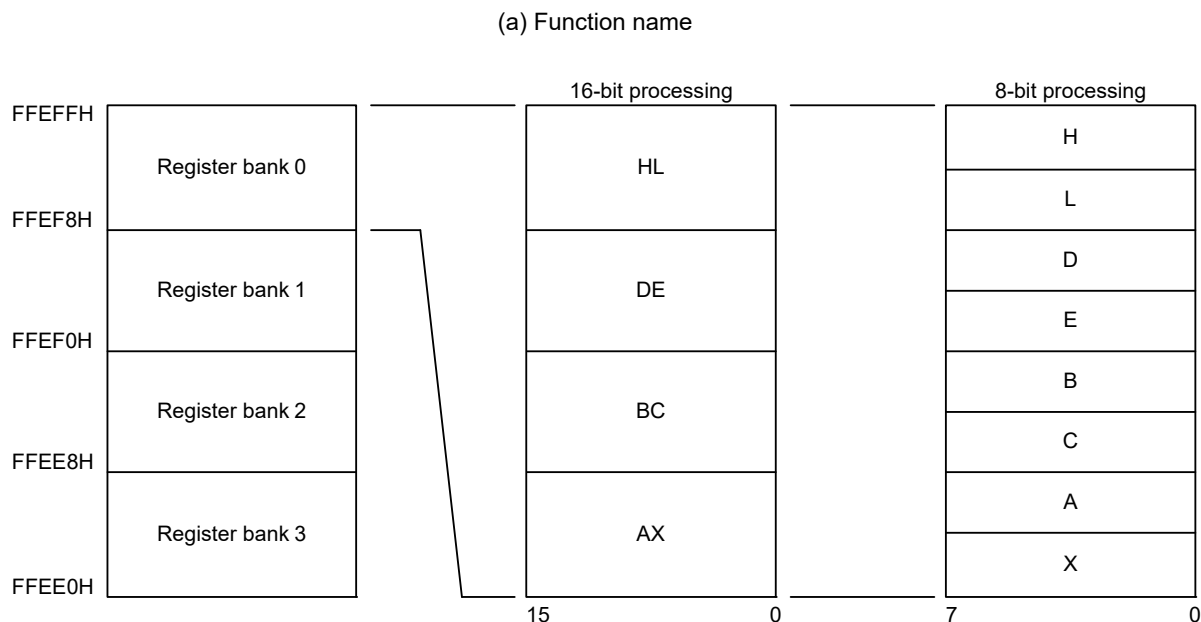 (a) Function name
16-bit processing 8-bit processing
FFEFFH
H
Register bank 0 HL
L
FFEF8H
D
Register bank 1 DE
E
FFEF0H
B
Register bank 2 BC
C
FFEE8H
A
Register bank 3 AX
X
FFEE0H
15 0 7 0